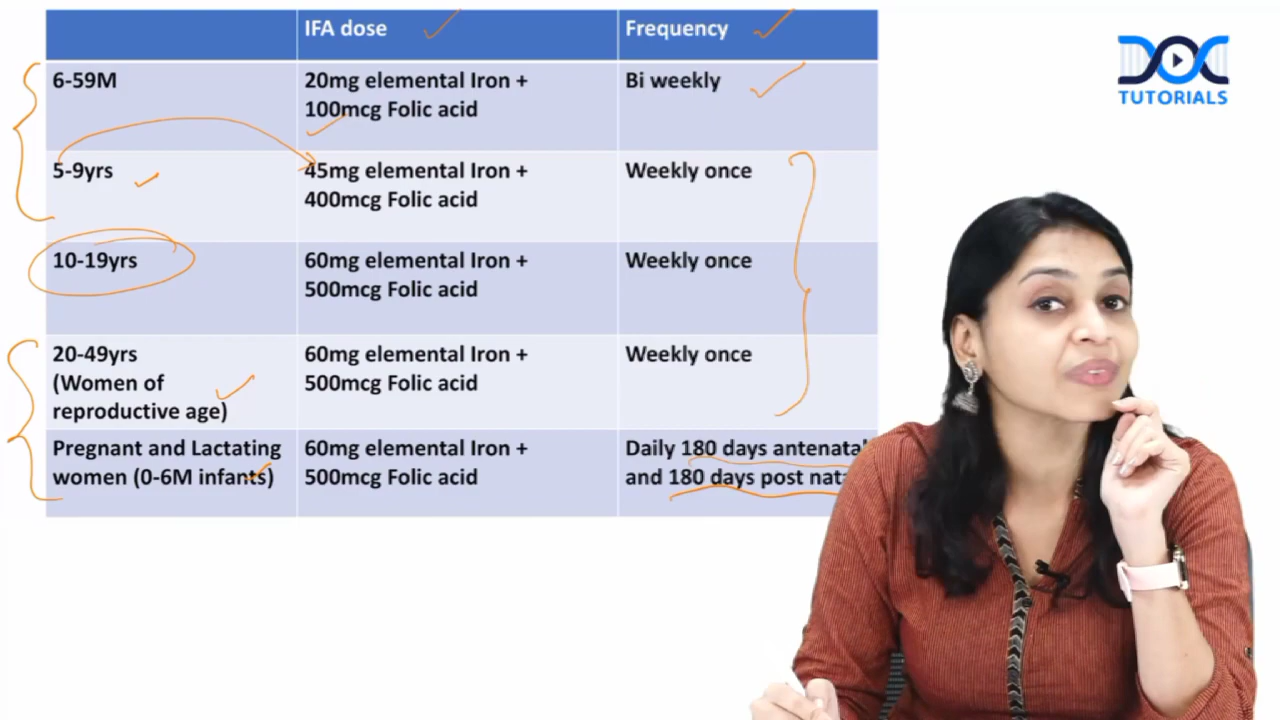 IFA dose
Frequency
6-59M
20mg elemental Iron +
100mcg Folic acid
Bi weekly
5-9yrs
45mg elemental Iron +
400mcg Folic acid
Weekly once
10-19yrs
60mg elemental Iron +
500mcg Folic acid
Weekly once
20-49yrs
(Women of
reproductive age)
60mg elemental Iron +
500mcg Folic acid
Weekly once
Pregnant and Lactating
women (0-6M infants)
60mg elemental Iron +
500mcg Folic acid
Daily 180 days antenatal
and 180 days post
DOC
TUTORIALS